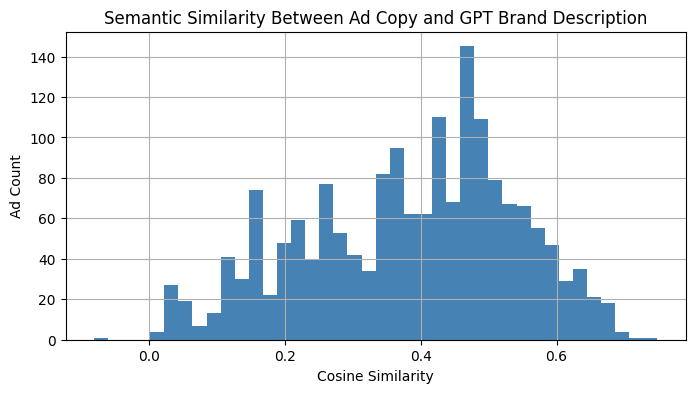 Semantic Similarity Between Ad Copy and GPT Brand Description
140
120
100
80
60
40
20
0
Ad Count
0.0 0.2 0.4 0.6
Cosine Similarity